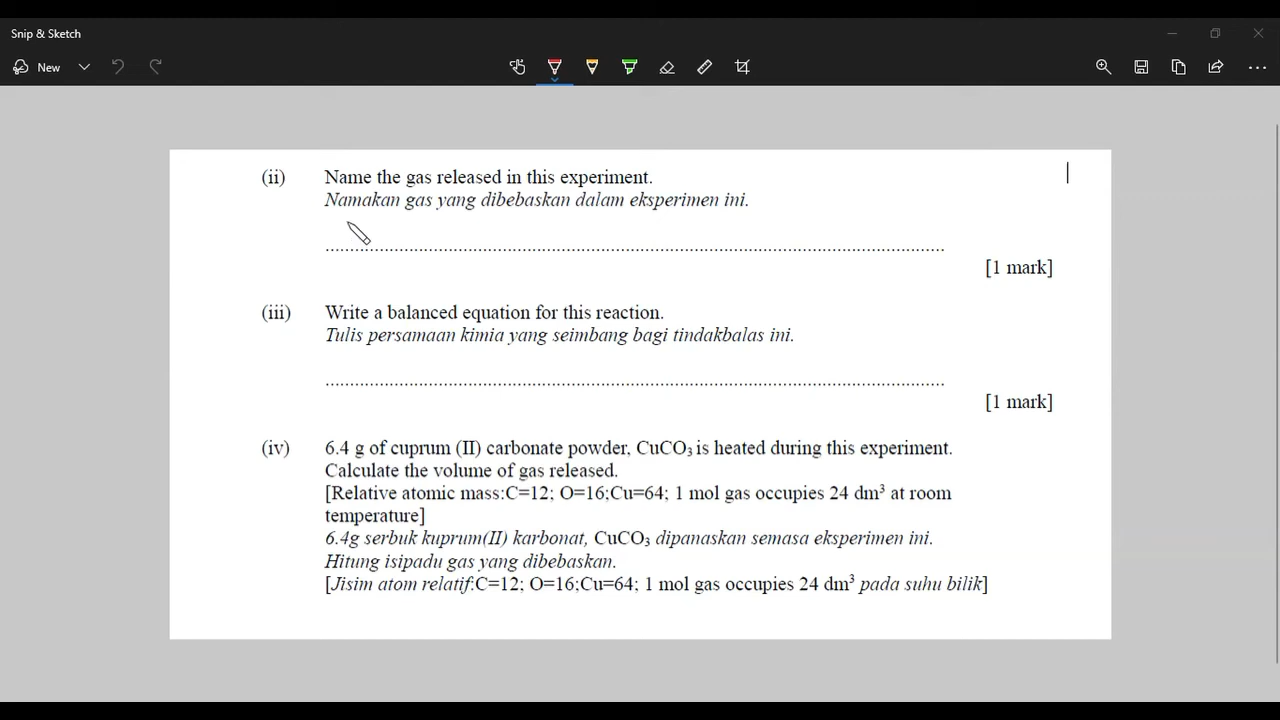 Snip & Sketch
New
(ii) Name the gas released in this experiment.
Namakan gas yang dibebaskan dalam eksperimen ini.
................................................................................
[1 mark]
(iii) Write a balanced equation for this reaction.
Tulis persamaan kimia yang seimbang bagi tindakbalas ini.
................................................................................
[1 mark]
(iv) 6.4 g of cuprum (II) carbonate powder, CuCO₃ is heated during this experiment.
Calculate the volume of gas released.
[Relative atomic mass:C=12; O=16;Cu=64; 1 mol gas occupies 24 dm³ at room
temperature]
6.4g serbuk kuprum(II) karbonat, CuCO₃ dipanaskan semasa eksperimen ini.
Hitung isipadu gas yang dibebaskan.
[Jisim atom relatif:C=12; O=16;Cu=64; 1 mol gas occupies 24 dm³ pada suhu bilik]